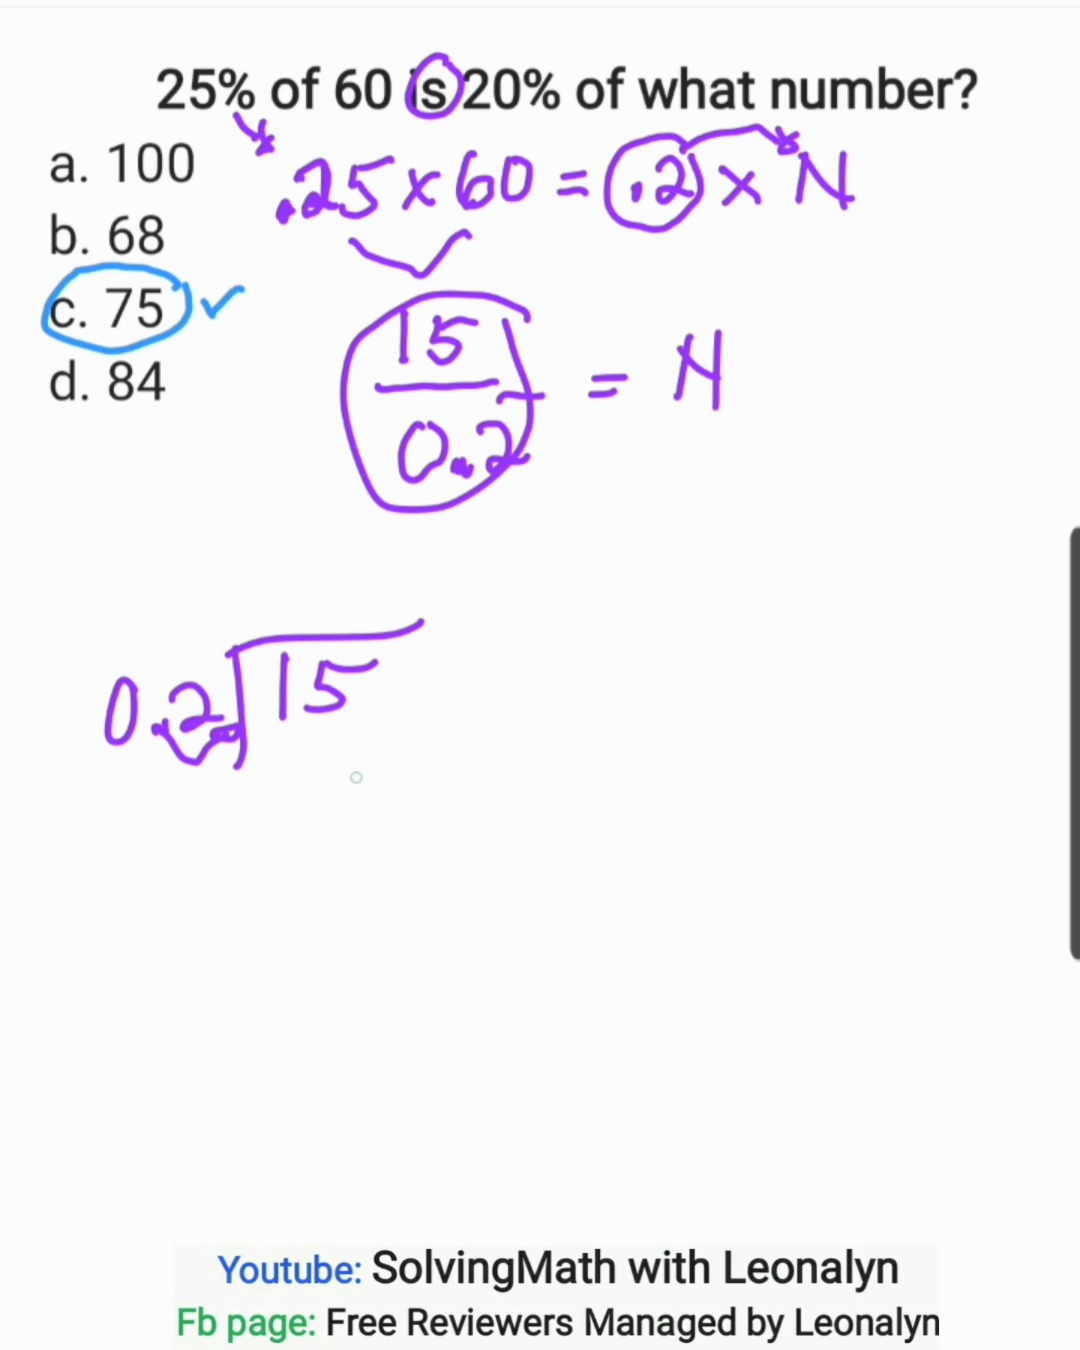 25% of 60 is 20% of what number?
a. 100
.25 x 60 = .2 x N
b. 68
c. 75
15
d. 84
= N
0.2
0.2 15
Youtube: SolvingMath with Leonalyn
Fb page: Free Reviewers Managed by Leonalyn